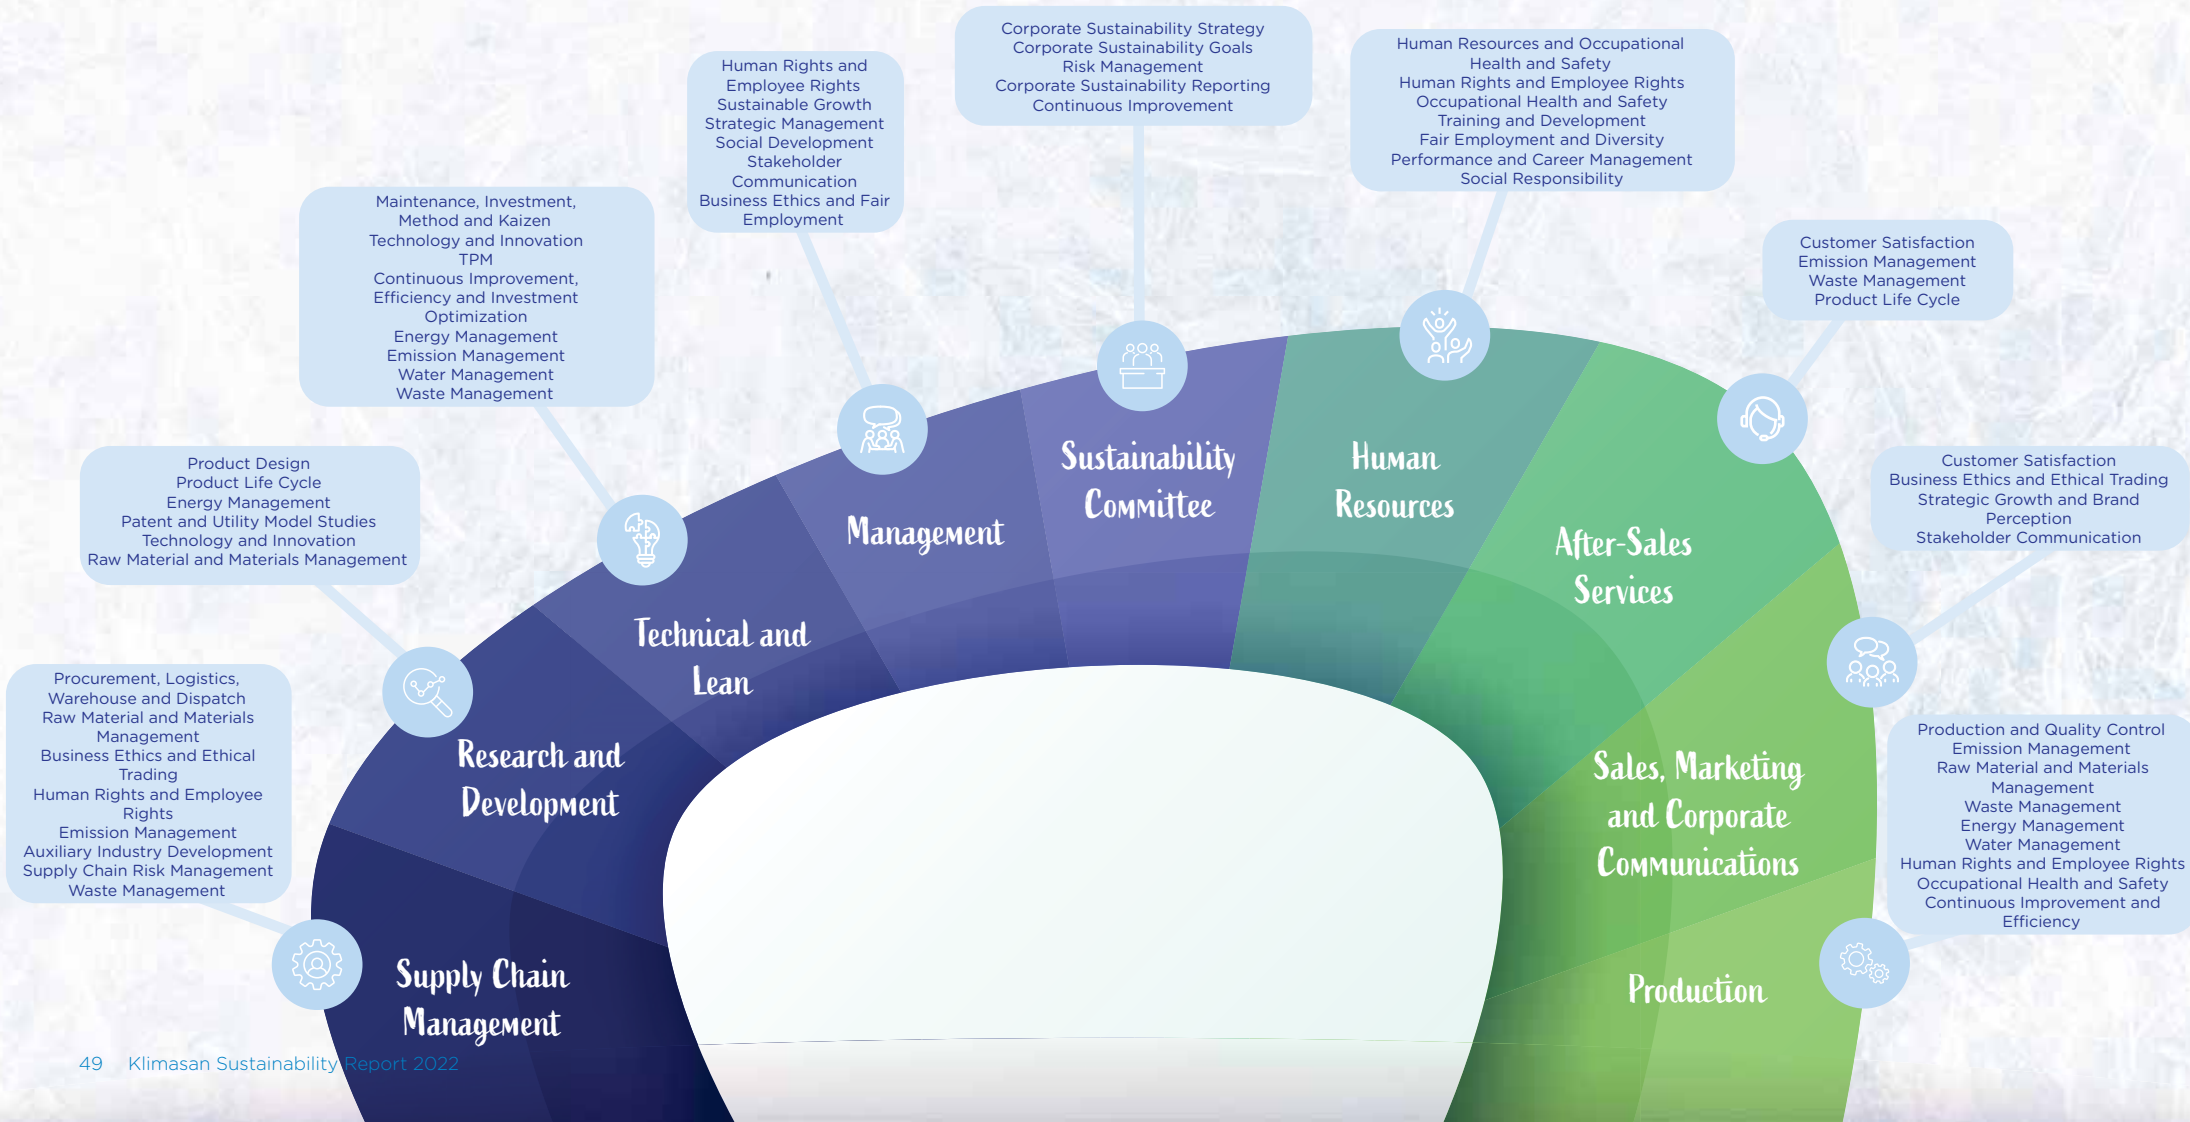 Procurement, Logistics,
Warehouse and Dispatch
Raw Material and Materials
Management
Business Ethics and Ethical
Trading
Human Rights and Employee
Rights
Emission Management
Auxiliary Industry Development
Supply Chain Risk Management
Waste Management
Supply Chain
Management
Product Design
Product Life Cycle
Energy Management
Patent and Utility Model Studies
Technology and Innovation
Raw Material and Materials Management
Research and
Development
Maintenance, Investment,
Method and Kaizen
Technology and Innovation
TPM
Continuous Improvement,
Efficiency and Investment
Optimization
Energy Management
Emission Management
Water Management
Waste Management
Technical and
Lean
Human Rights and
Employee Rights
Sustainable Growth
Strategic Management
Social Development
Stakeholder
Communication
Business Ethics and Fair
Employment
Management
Corporate Sustainability Strategy
Corporate Sustainability Goals
Risk Management
Corporate Sustainability Reporting
Continuous Improvement
Sustainability
Committee
Human Resources and Occupational
Health and Safety
Human Rights and Employee Rights
Occupational Health and Safety
Training and Development
Fair Employment and Diversity
Performance and Career Management
Social Responsibility
Human
Resources
Customer Satisfaction
Emission Management
Waste Management
Product Life Cycle
After-Sales
Services
Customer Satisfaction
Business Ethics and Ethical Trading
Strategic Growth and Brand
Perception
Stakeholder Communication
Sales, Marketing
and Corporate
Communications
Production and Quality Control
Emission Management
Raw Material and Materials
Management
Waste Management
Energy Management
Water Management
Human Rights and Employee Rights
Occupational Health and Safety
Continuous Improvement and
Efficiency
Production
49 Klimasan Sustainability Report 2022